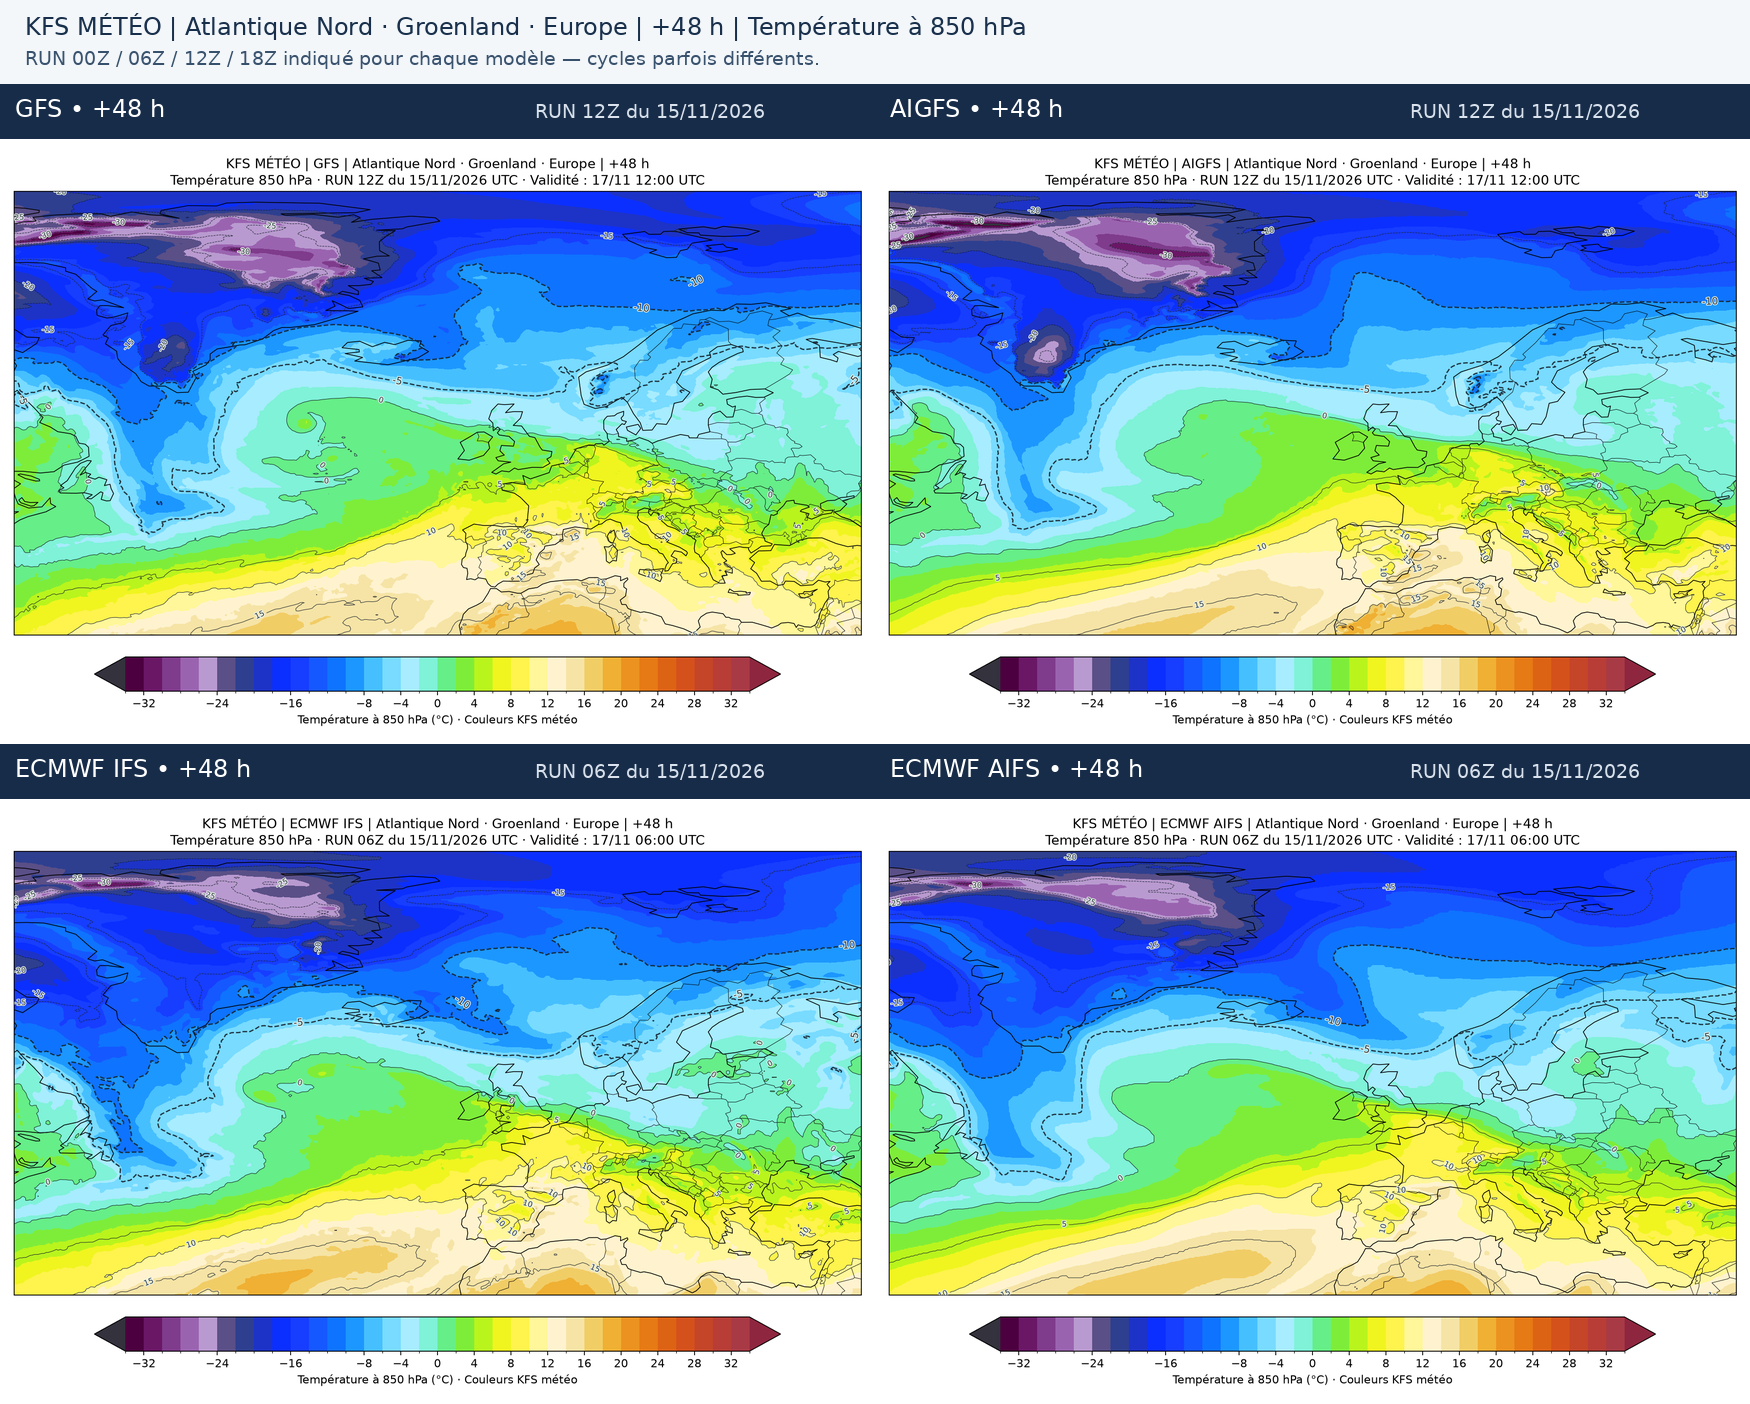 KFS MÉTÉO | Atlantique Nord · Groenland · Europe | +48 h | Température à 850 hPa
RUN 00Z / 06Z / 12Z / 18Z indiqué pour chaque modèle — cycles parfois différents.
GFS • +48 h
RUN 12Z du 15/11/2026
AIGFS • +48 h
RUN 12Z du 15/11/2026
KFS MÉTÉO | GFS | Atlantique Nord · Groenland · Europe | +48 h
Température 850 hPa · RUN 12Z du 15/11/2026 UTC · Validité : 17/11 12:00 UTC
KFS MÉTÉO | AIGFS | Atlantique Nord · Groenland · Europe | +48 h
Température 850 hPa · RUN 12Z du 15/11/2026 UTC · Validité : 17/11 12:00 UTC
−32 −24 −16 −8 −4 0 4 8 12 16 20 24 28 32
Température à 850 hPa (°C) · Couleurs KFS météo
−32 −24 −16 −8 −4 0 4 8 12 16 20 24 28 32
Température à 850 hPa (°C) · Couleurs KFS météo
ECMWF IFS • +48 h
RUN 06Z du 15/11/2026
ECMWF AIFS • +48 h
RUN 06Z du 15/11/2026
KFS MÉTÉO | ECMWF IFS | Atlantique Nord · Groenland · Europe | +48 h
Température 850 hPa · RUN 06Z du 15/11/2026 UTC · Validité : 17/11 06:00 UTC
KFS MÉTÉO | ECMWF AIFS | Atlantique Nord · Groenland · Europe | +48 h
Température 850 hPa · RUN 06Z du 15/11/2026 UTC · Validité : 17/11 06:00 UTC
−32 −24 −16 −8 −4 0 4 8 12 16 20 24 28 32
Température à 850 hPa (°C) · Couleurs KFS météo
−32 −24 −16 −8 −4 0 4 8 12 16 20 24 28 32
Température à 850 hPa (°C) · Couleurs KFS météo